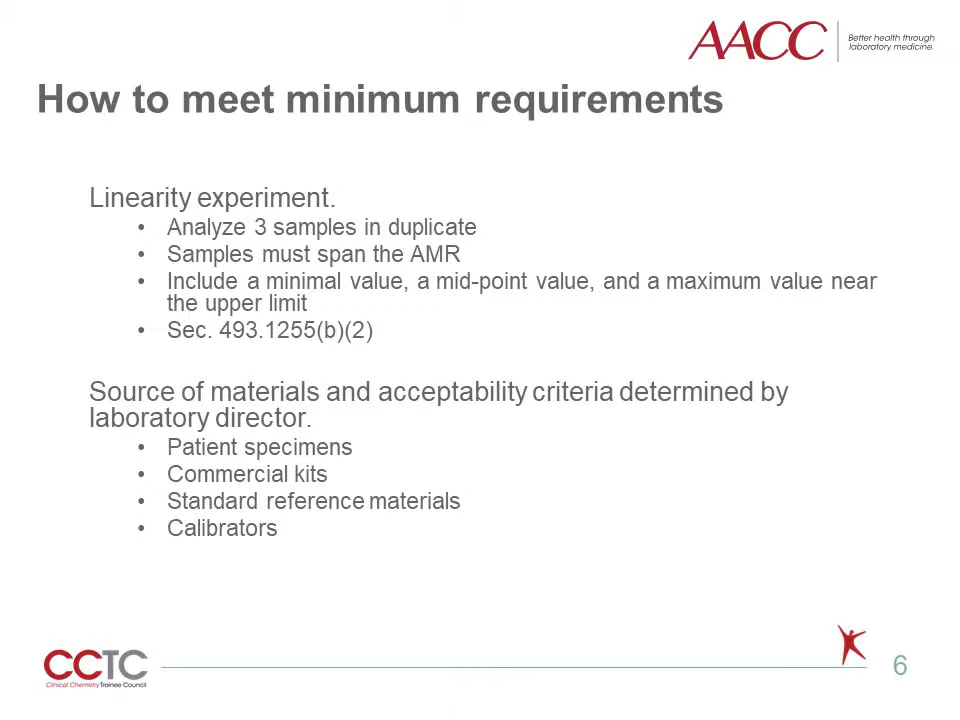 AACC
Better health through
laboratory medicine.
How to meet minimum requirements
Linearity experiment.
• Analyze 3 samples in duplicate
• Samples must span the AMR
• Include a minimal value, a mid-point value, and a maximum value near
the upper limit
• Sec. 493.1255(b)(2)
Source of materials and acceptability criteria determined by
laboratory director.
• Patient specimens
• Commercial kits
• Standard reference materials
• Calibrators
CCTC
Clinical Chemistry Trainee Council
6